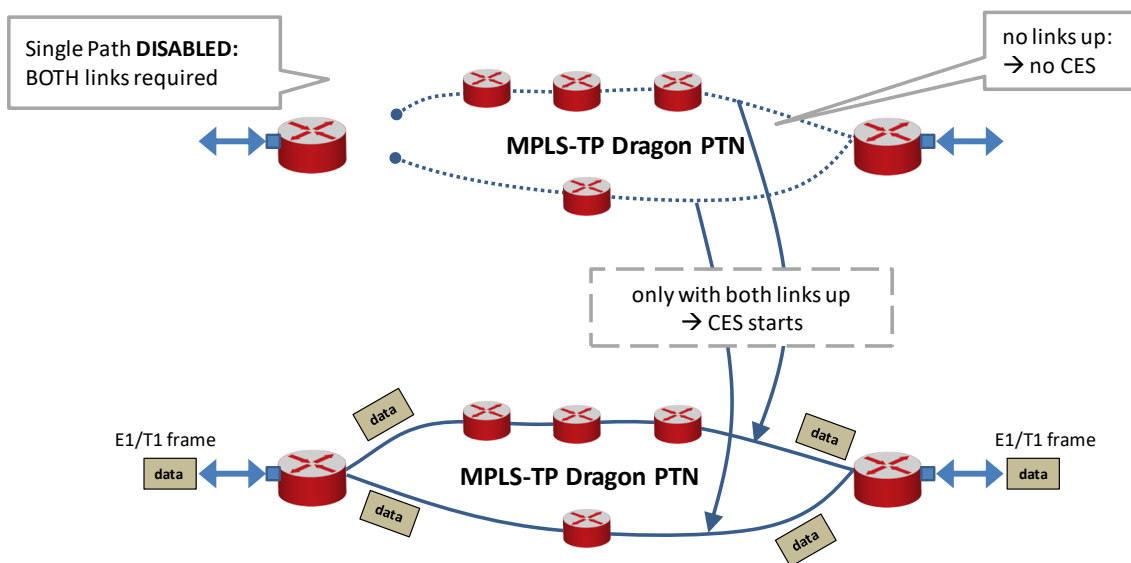 Single Path DISABLED:
BOTH links required
no links up:
→ no CES
MPLS-TP Dragon PTN
only with both links up
→ CES starts
data
data
E1/T1 frame
data
E1/T1 frame
data
MPLS-TP Dragon PTN
data
data